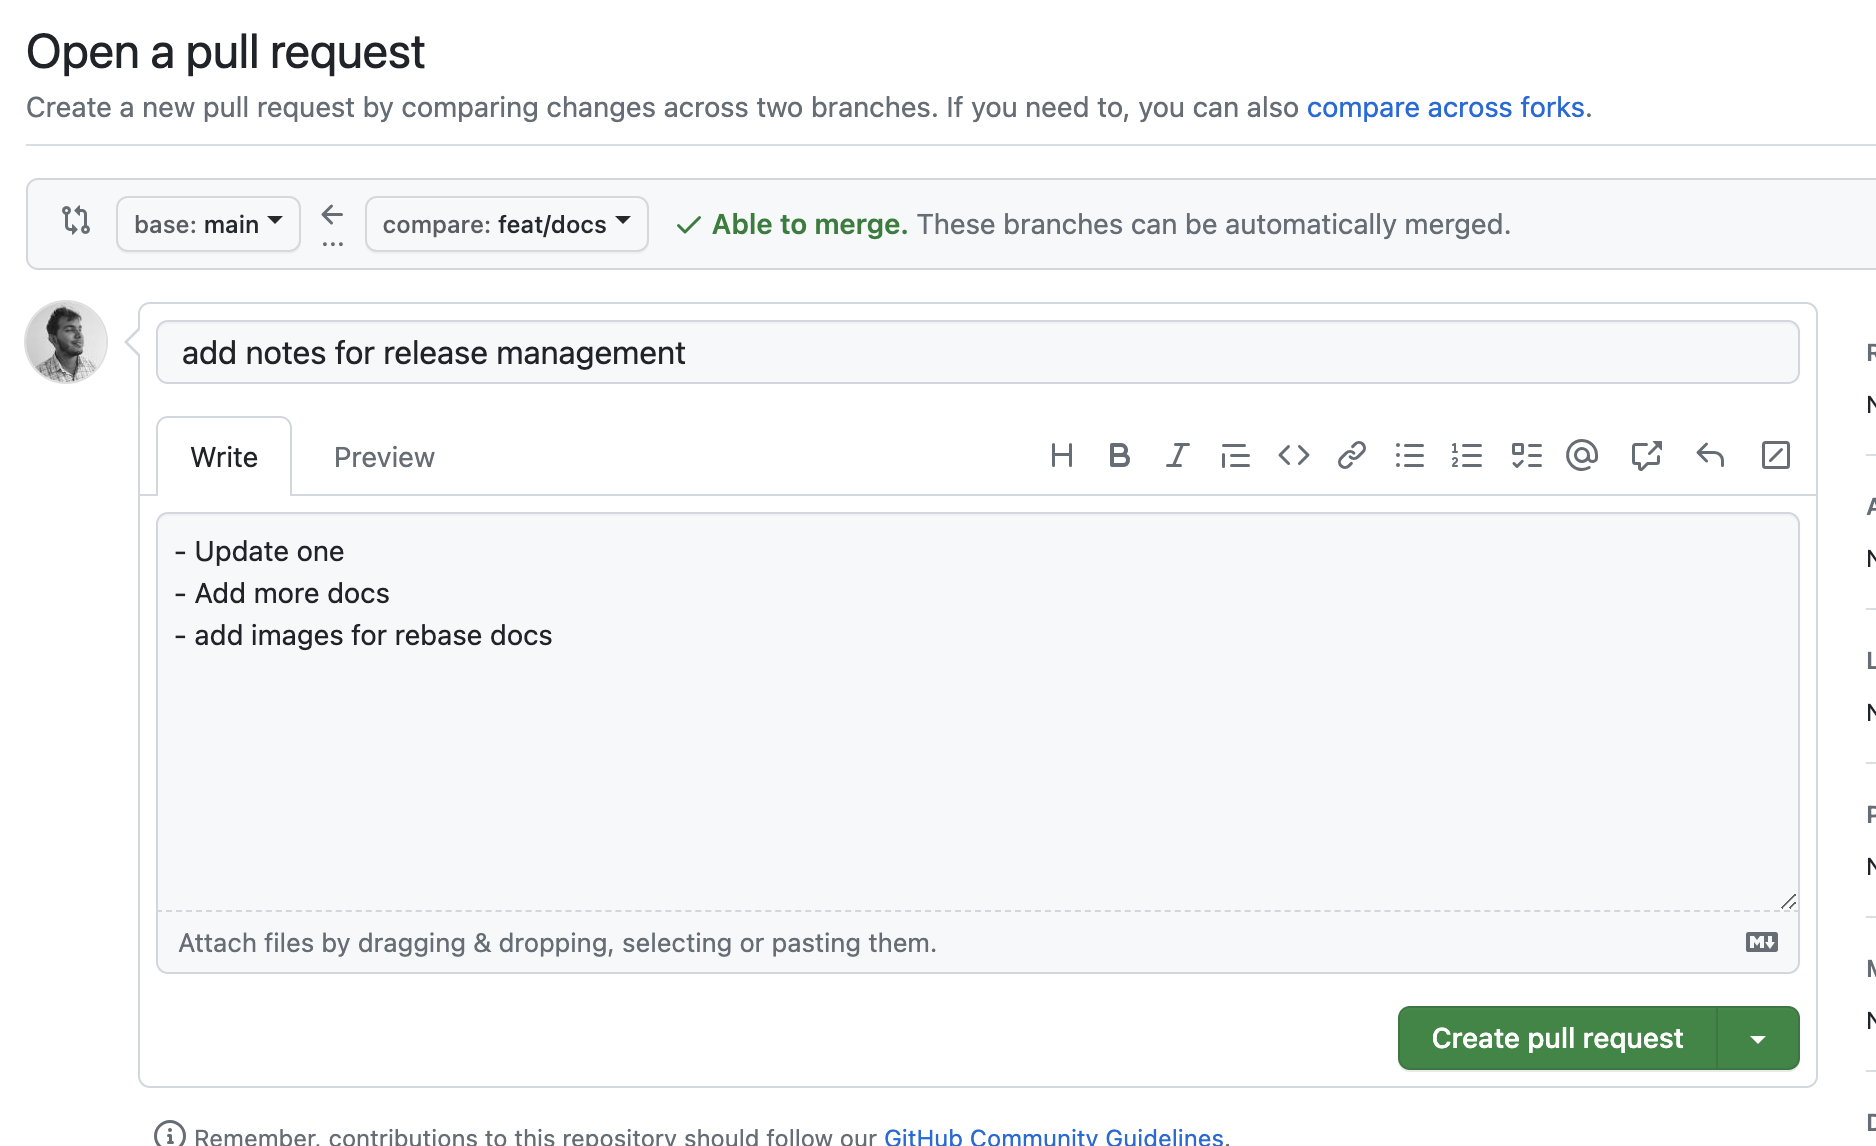 Open a pull request
Create a new pull request by comparing changes across two branches. If you need to, you can also compare across forks.
base: main
compare: feat/docs
Able to merge. These branches can be automatically merged.
add notes for release management
Write
Preview
- Update one
- Add more docs
- add images for rebase docs
Attach files by dragging & dropping, selecting or pasting them.
Create pull request
Remember, contributions to this repository should follow our GitHub Community Guidelines.